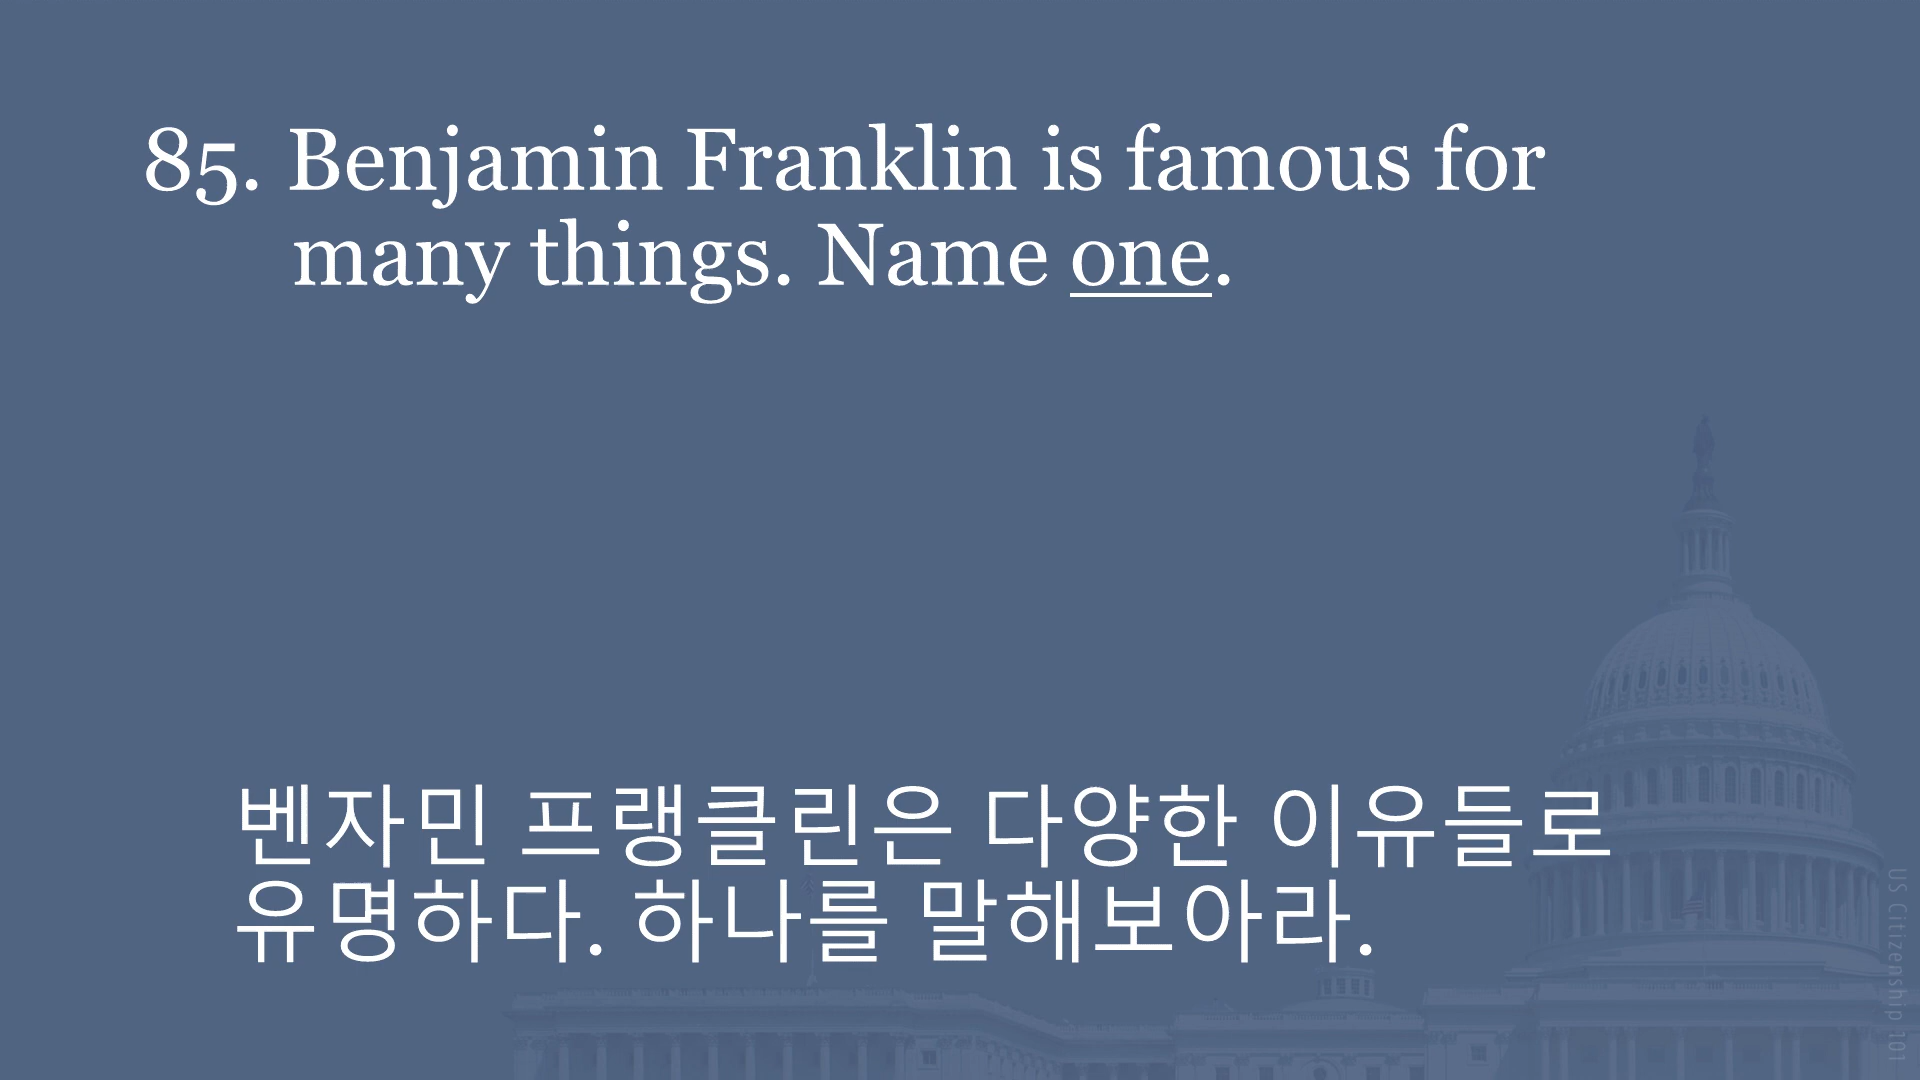 85. Benjamin Franklin is famous for
many things. Name one.
벤자민 프랭클린은 다양한 이유들로
유명하다. 하나를 말해보아라.
US Citizenship 101